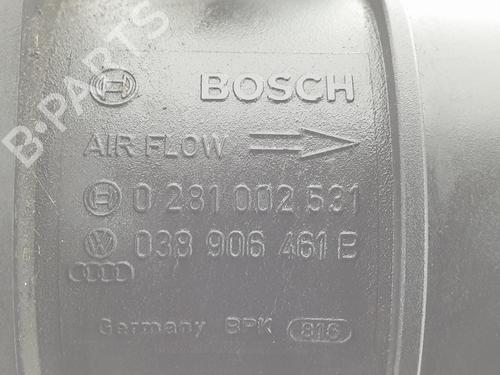 BOSCH
AIR FLOW
0 281 002 531
038 906 461 B
Germany BPK 816
B-PARTS